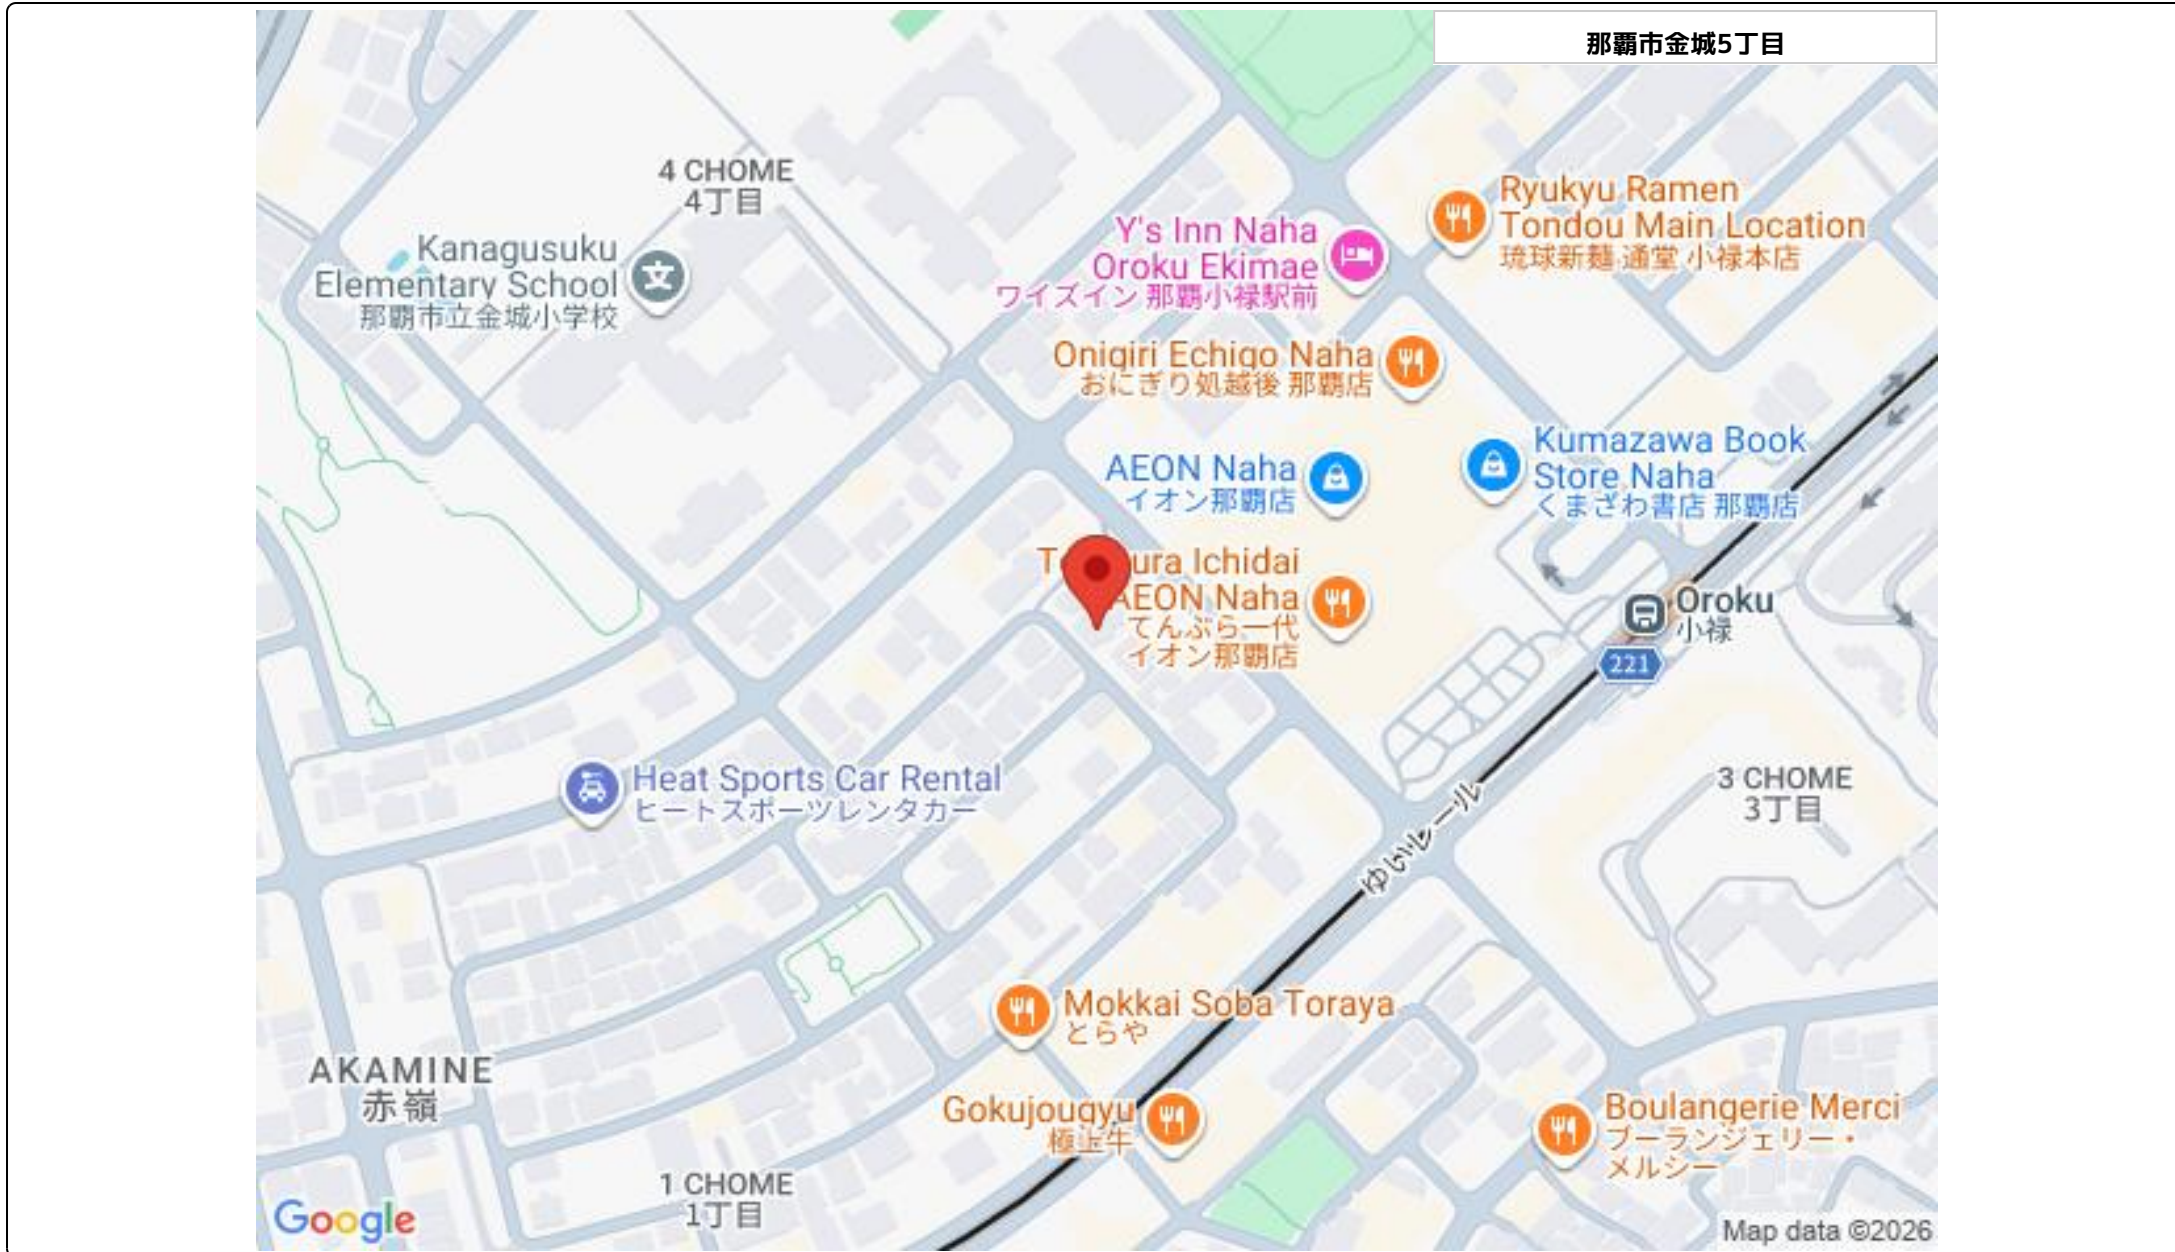 那覇市金城5丁目
4 CHOME
4丁目
Kanagusuku
Elementary School
那覇市立金城小学校
Y's Inn Naha
Oroku Ekimae
ワイズイン 那覇小禄駅前
Ryukyu Ramen
Tondou Main Location
琉球新麺 通堂 小禄本店
Onigiri Echigo Naha
おにぎり処越後 那覇店
AEON Naha
イオン那覇店
Kumazawa Book
Store Naha
くまざわ書店 那覇店
Ichidai
AEON Naha
てんぷら一代
イオン那覇店
Oroku
小禄
221
Heat Sports Car Rental
ヒートスポーツレンタカー
3 CHOME
3丁目
ゆいレール
Mokkai Soba Toraya
とらや
AKAMINE
赤嶺
Gokujougyu
極上牛
Boulangerie Merci
ブーランジェリー・
メルシー
1 CHOME
1丁目
Google
Map data ©2026